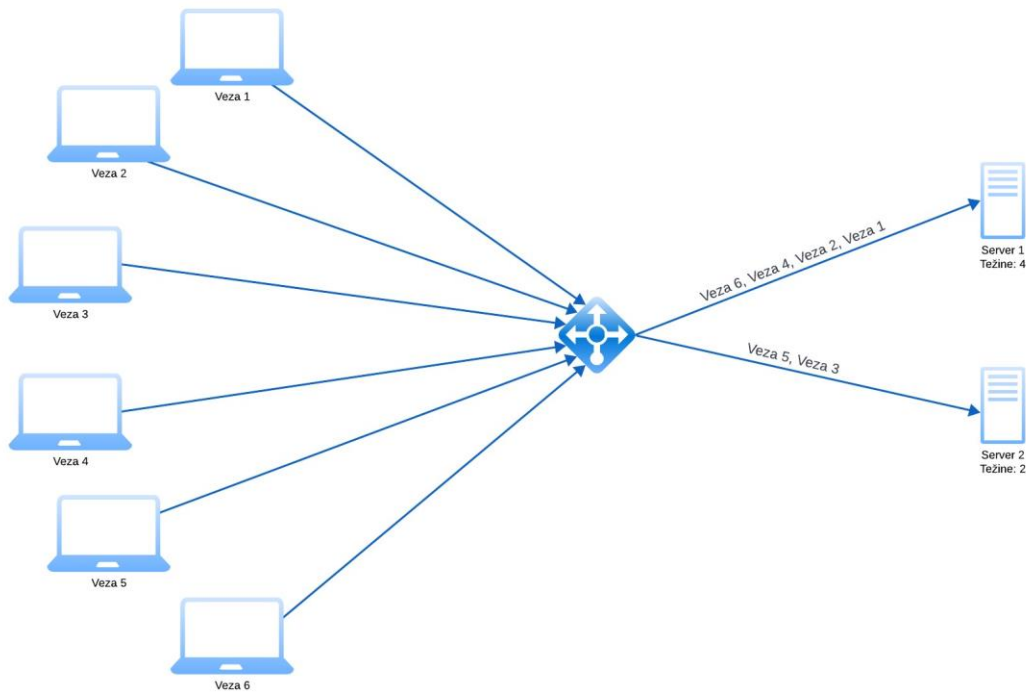 Veza 1
Veza 2
Veza 3
Veza 4
Veza 5
Veza 6
Veza 6, Veza 4, Veza 2, Veza 1
Veza 5, Veza 3
Server 1
Težine: 4
Server 2
Težine: 2